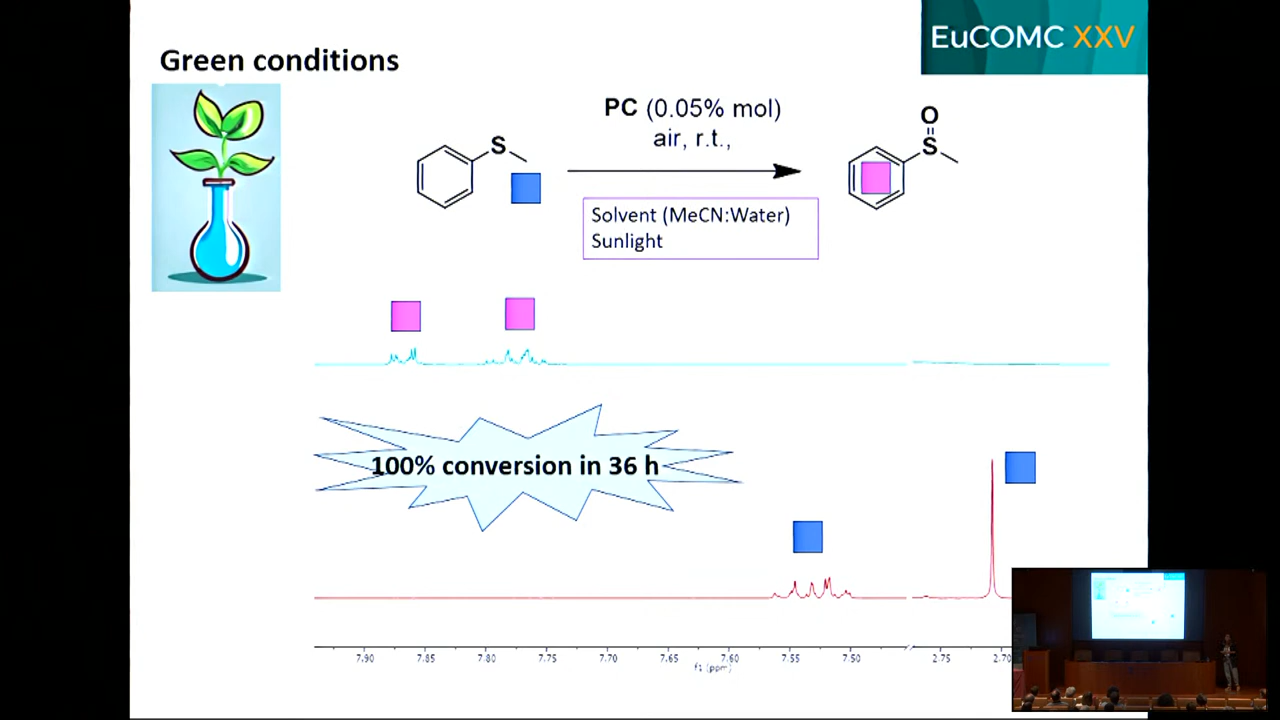 Green conditions
EuCOMC XXV
PC (0.05% mol)
air, r.t.,
S
O
S
Solvent (MeCN:Water)
Sunlight
100% conversion in 36 h
7.90 7.85 7.80 7.75 7.70 7.65 7.60 7.55 7.50 2.75 2.70
f1 (ppm)